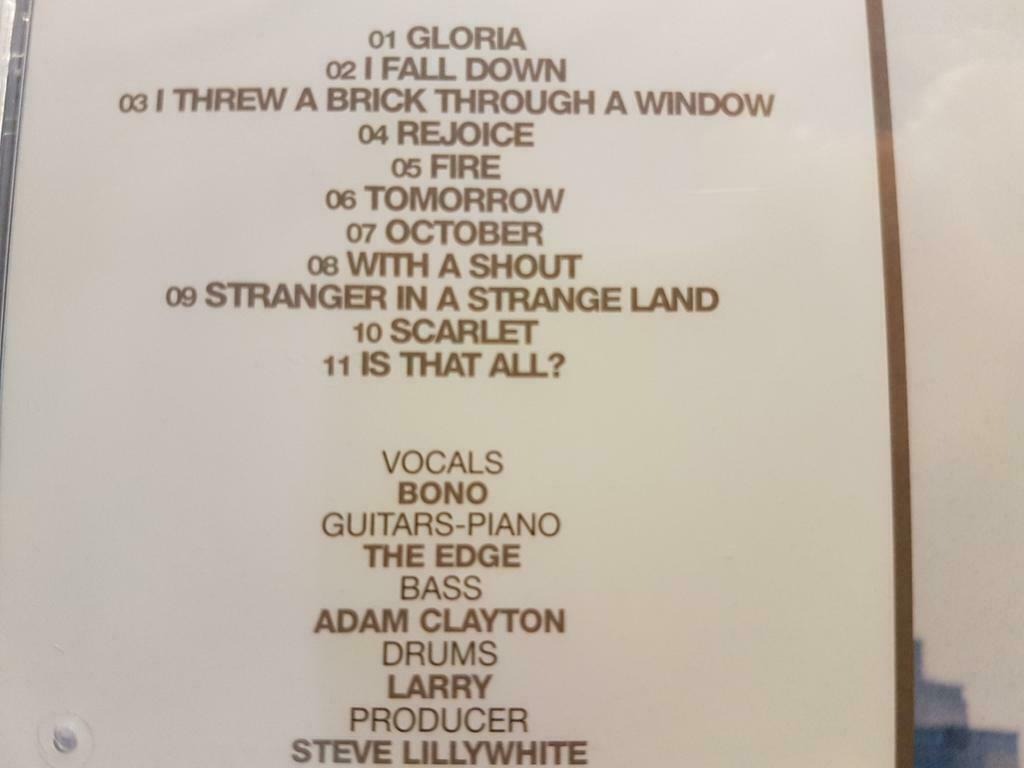 01 GLORIA
02 I FALL DOWN
03 I THREW A BRICK THROUGH A WINDOW
04 REJOICE
05 FIRE
06 TOMORROW
07 OCTOBER
08 WITH A SHOUT
09 STRANGER IN A STRANGE LAND
10 SCARLET
11 IS THAT ALL?
VOCALS
BONO
GUITARS-PIANO
THE EDGE
BASS
ADAM CLAYTON
DRUMS
LARRY
PRODUCER
STEVE LILLYWHITE